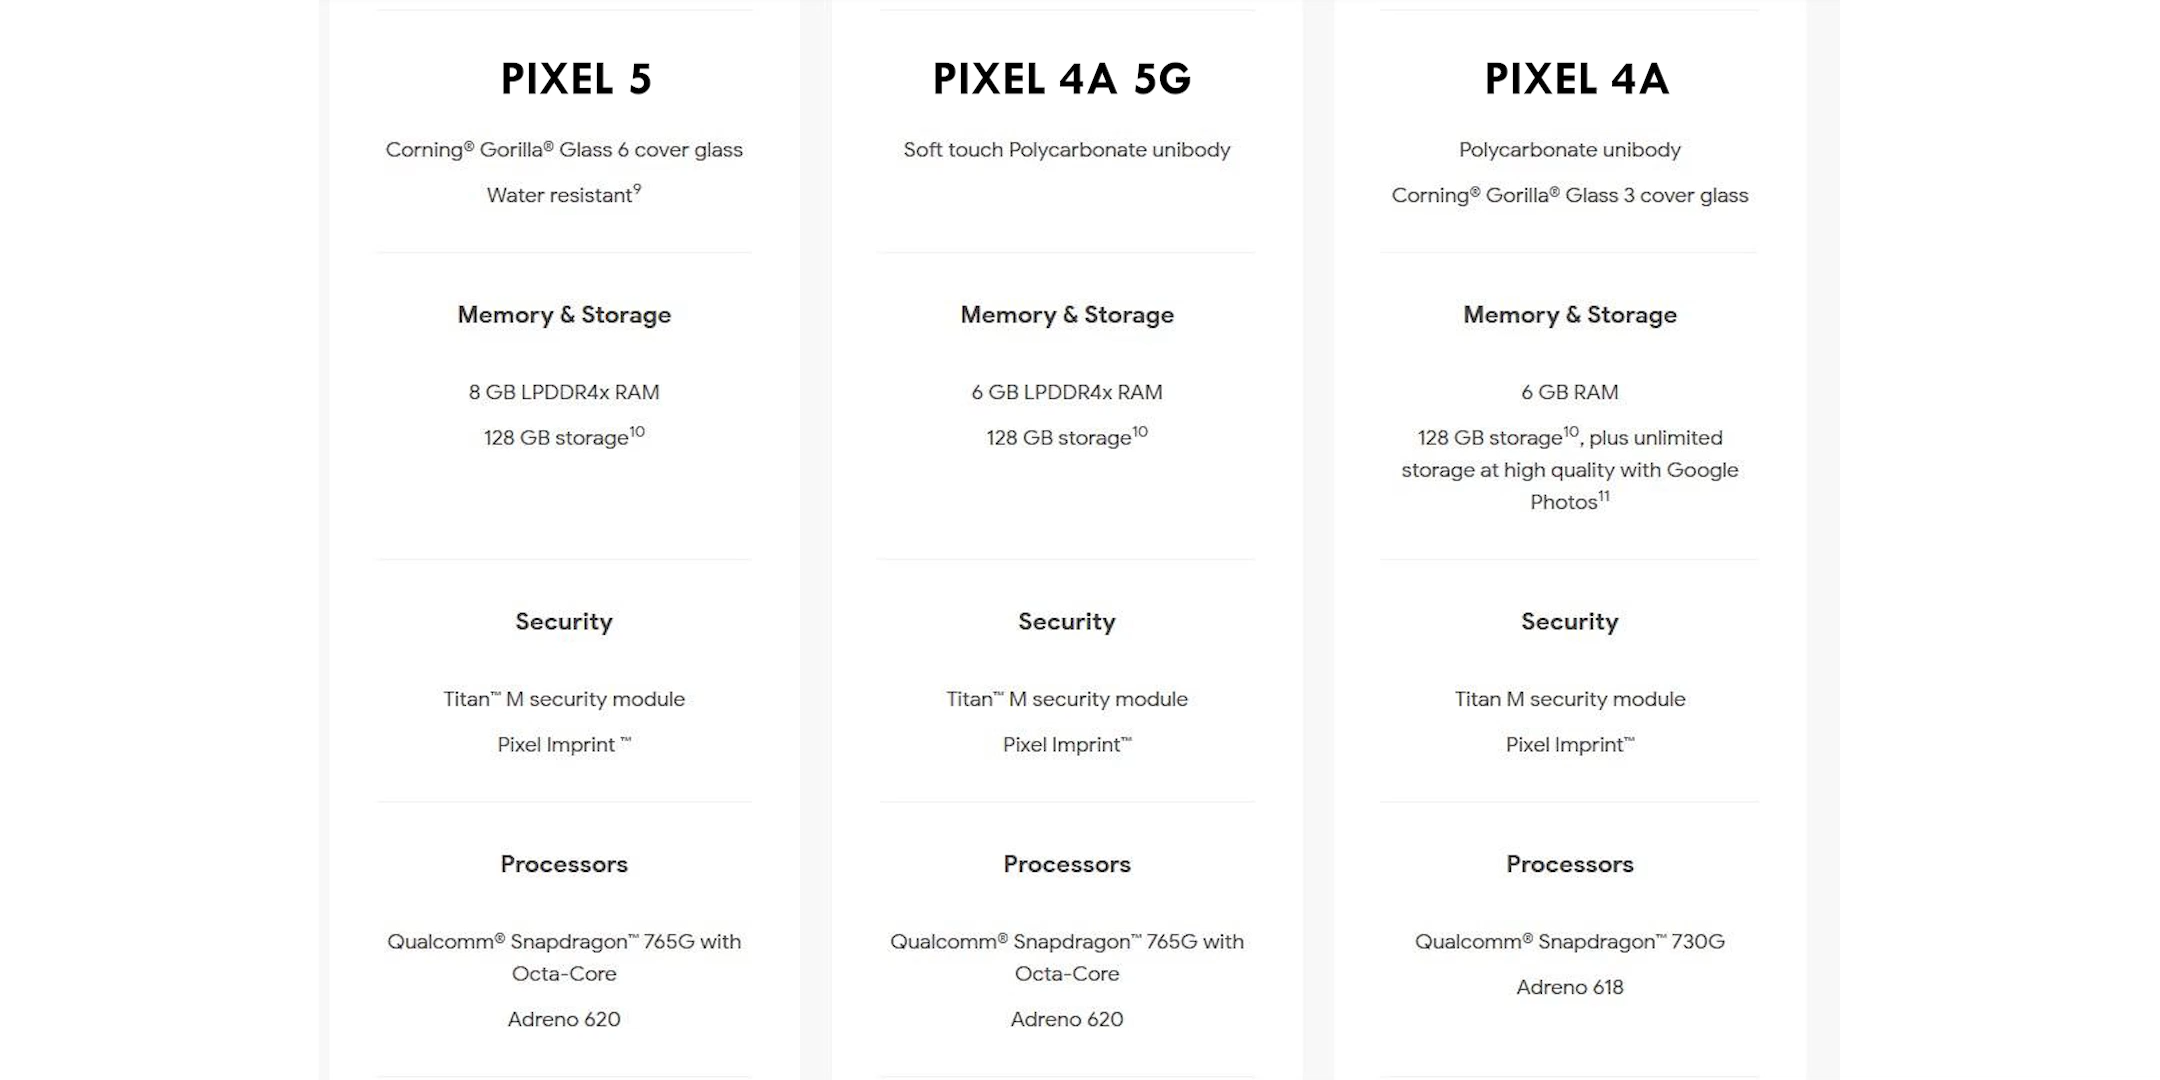 PIXEL 5
Corning® Gorilla® Glass 6 cover glass
Water resistant⁹
Memory & Storage
8 GB LPDDR4x RAM
128 GB storage¹⁰
Security
Titan™ M security module
Pixel Imprint ™
Processors
Qualcomm® Snapdragon™ 765G with
Octa-Core
Adreno 620
PIXEL 4A 5G
Soft touch Polycarbonate unibody
Memory & Storage
6 GB LPDDR4x RAM
128 GB storage¹⁰
Security
Titan™ M security module
Pixel Imprint™
Processors
Qualcomm® Snapdragon™ 765G with
Octa-Core
Adreno 620
PIXEL 4A
Polycarbonate unibody
Corning® Gorilla® Glass 3 cover glass
Memory & Storage
6 GB RAM
128 GB storage¹⁰, plus unlimited
storage at high quality with Google
Photos¹¹
Security
Titan M security module
Pixel Imprint™
Processors
Qualcomm® Snapdragon™ 730G
Adreno 618